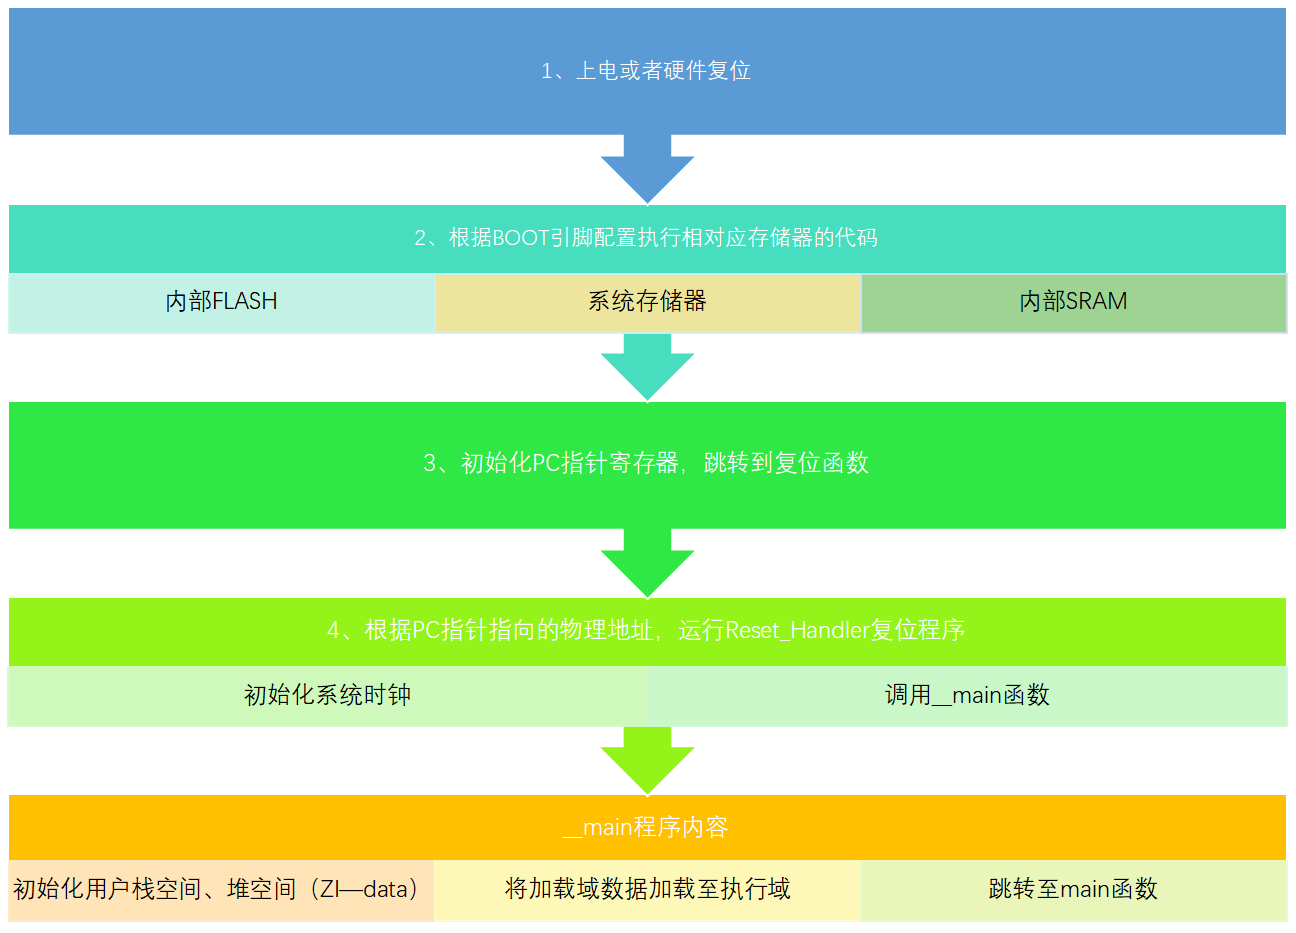 1、上电或者硬件复位
2、根据BOOT引脚配置执行相对应存储器的代码
内部FLASH
系统存储器
内部SRAM
3、初始化PC指针寄存器，跳转到复位函数
4、根据PC指针指向的物理地址，运行Reset_Handler复位程序
初始化系统时钟
调用__main函数
__main程序内容
初始化用户栈空间、堆空间（ZI—data）
将加载域数据加载至执行域
跳转至main函数